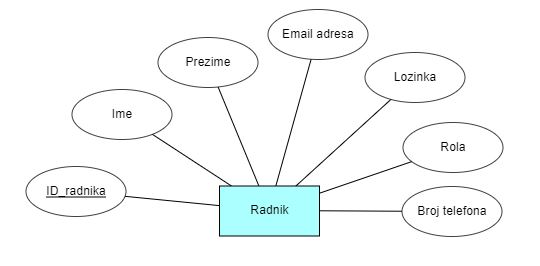 Email adresa
Prezime
Lozinka
Ime
Rola
ID_radnika
Radnik
Broj telefona